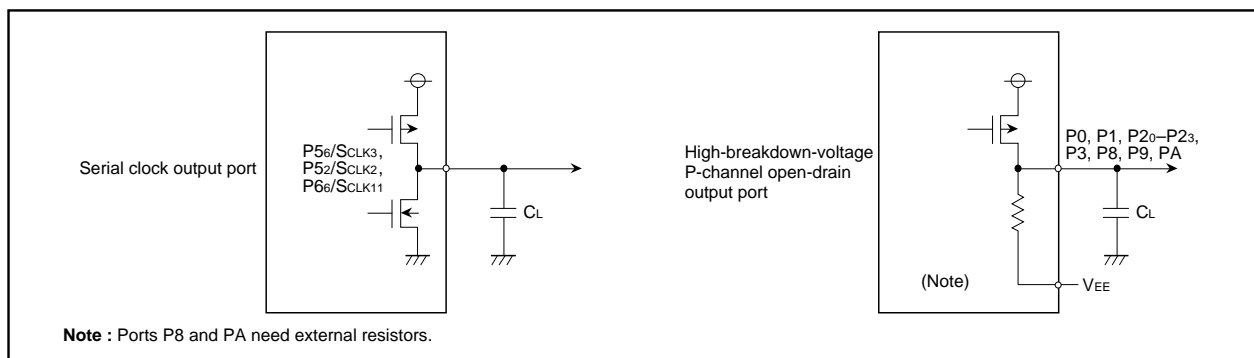 Serial clock output port
P56/SCLK3,
P52/SCLK2,
P66/SCLK11
CL
High-breakdown-voltage
P-channel open-drain
output port
P0, P1, P20–P23,
P3, P8, P9, PA
CL
(Note)
VEE
Note : Ports P8 and PA need external resistors.